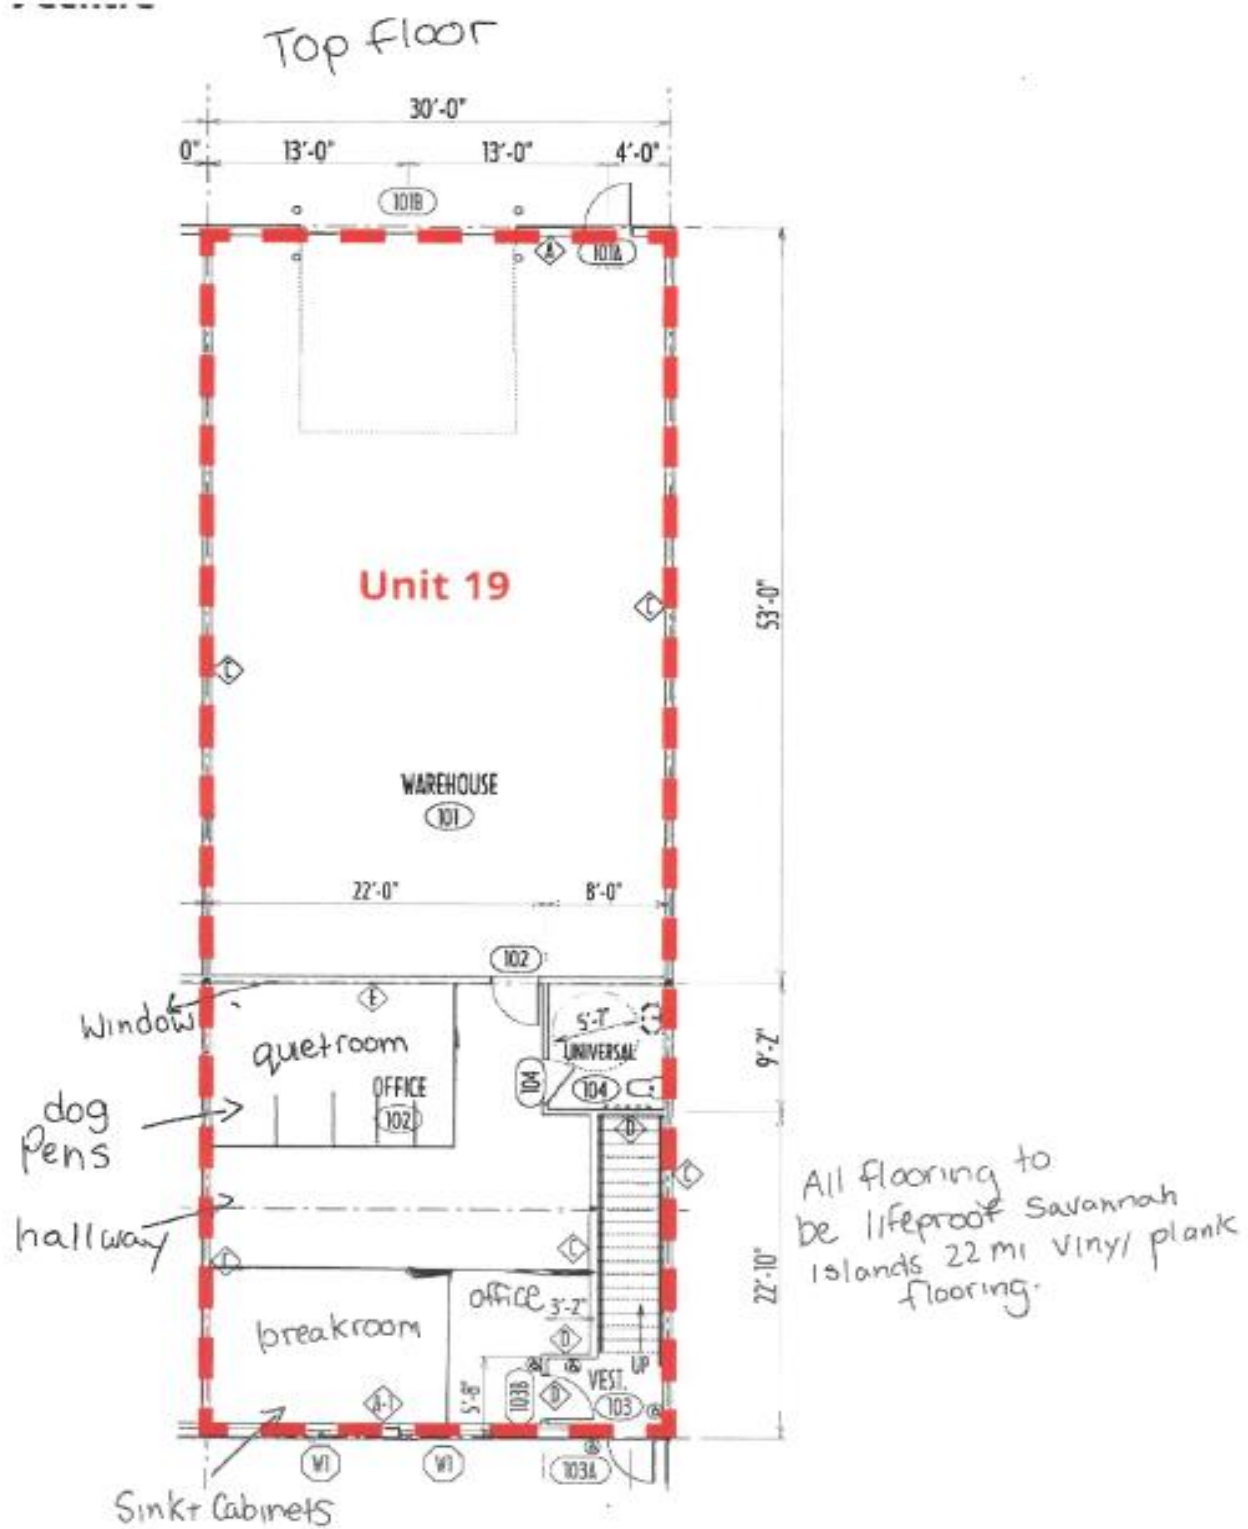 Top floor
30'-0"
0" 13'-0" 13'-0" 4'-0"
101B
A 101A
Unit 19
53'-0"
C
C
WAREHOUSE
101
22'-0" 8'-0"
102
E
Window
5'-7"
quetroom
UNIVERSAL
9'-2"
OFFICE
104
104
102
dog
Pens
D
C
All flooring to
be lifeproof Savannah
Islands 22 mi Vinyl plank
flooring.
hallway
C
C
22'-10"
office 3'-2"
breakroom
D
UP
VEST.
5'-8"
103B
D
103
A-1
W1 W1 103A
Sink+ Cabinets